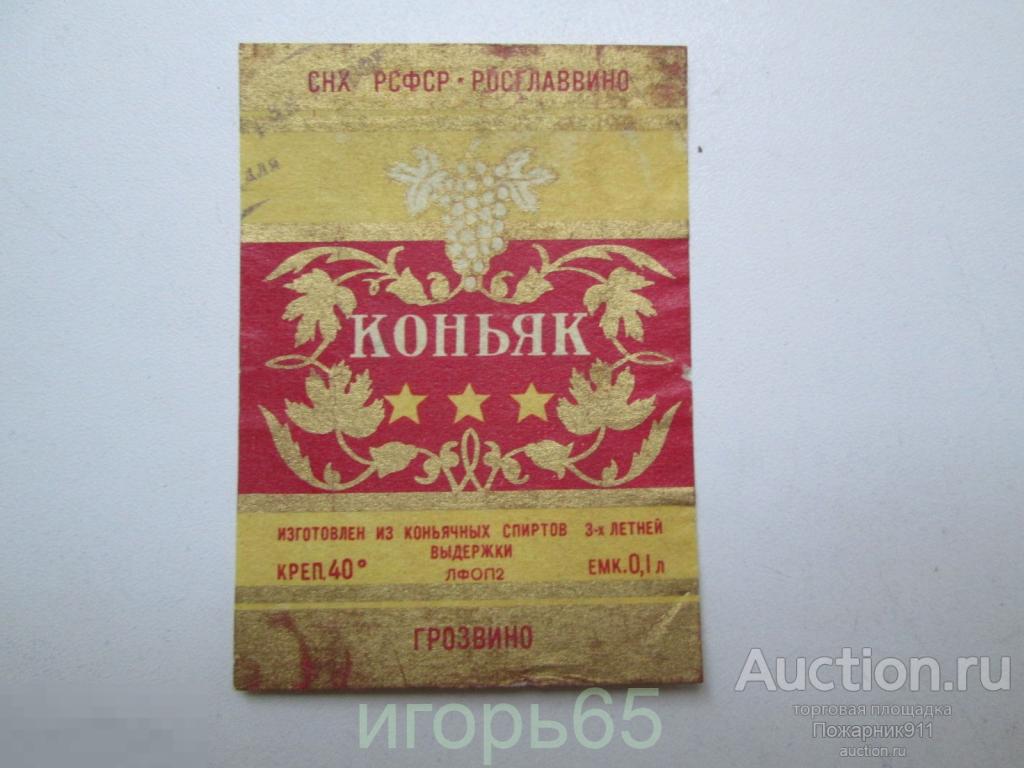 СНХ РСФСР · РОСГЛАВВИНО
для
КОНЬЯК
ИЗГОТОВЛЕН ИЗ КОНЬЯЧНЫХ СПИРТОВ 3-х ЛЕТНЕЙ
ВЫДЕРЖКИ
КРЕП. 40° ЛФОП2 ЕМК. 0,1 л
ГРОЗВИНО
игорь65
Auction.ru
торговая площадка
Пожарник911
auction.ru